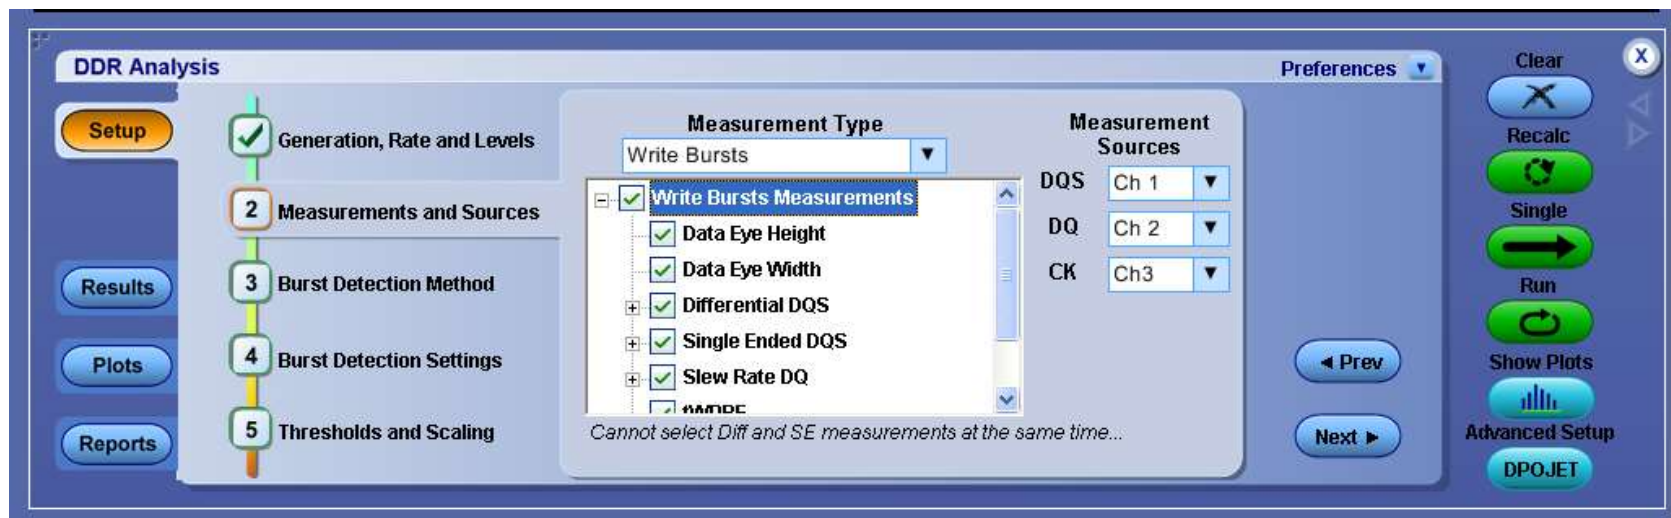 DDR Analysis
Preferences
Clear
X
Setup
Generation, Rate and Levels
Measurement Type
Measurement
Sources
Recalc
Write Bursts
DQS
Ch 1
2
Measurements and Sources
Write Bursts Measurements
Single
Data Eye Height
DQ
Ch 2
Results
3
Burst Detection Method
Data Eye Width
CK
Ch3
Run
Differential DQS
Plots
4
Burst Detection Settings
Single Ended DQS
Prev
Show Plots
Slew Rate DQ
Reports
5
Thresholds and Scaling
Cannot select Diff and SE measurements at the same time...
Next
Advanced Setup
DPOJET